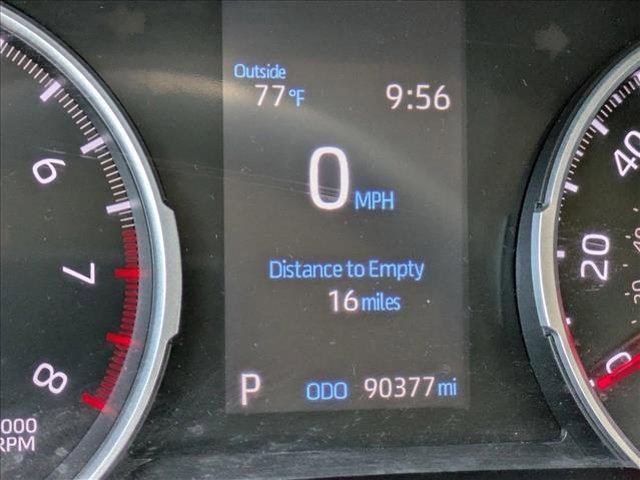 Outside
77 °F 9:56
0 MPH
Distance to Empty
16 miles
P ODO 90377 mi
6
7
8
000
RPM
40
20
0